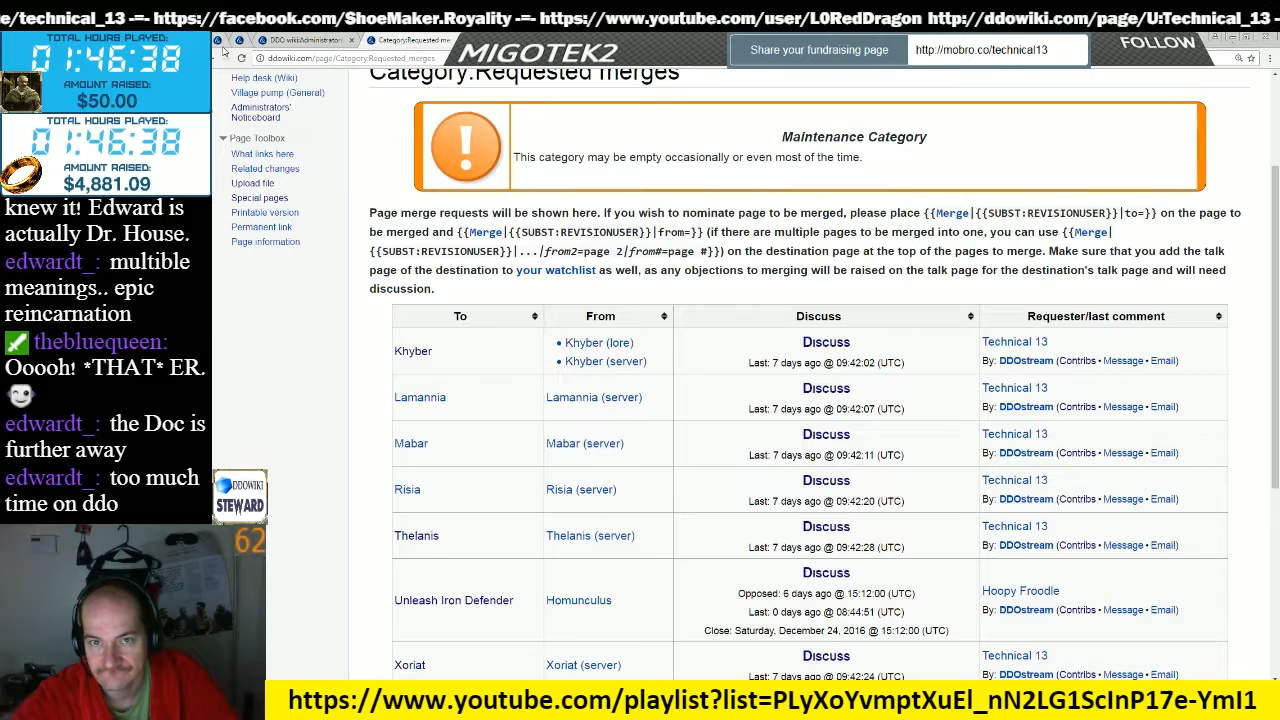 e/technical_13 -=- https://facebook.com/ShoeMaker.Royality -=- https://www.youtube.com/user/L0RedDragon http://ddowiki.com/page/U:Technical_13 -
TOTAL HOURS PLAYED:
01:46:38
AMOUNT RAISED:
$50.00
TOTAL HOURS PLAYED:
01:46:38
AMOUNT RAISED:
$4,881.09
knew it! Edward is
actually Dr. House.
edwardt_: multible
meanings.. epic
reincarnation
thebluequeen:
Ooooh! *THAT* ER.
edwardt_: the Doc is
further away
edwardt_: too much
time on ddo
DDO wiki:Administrators
Category:Requested me
ddowiki.com/page/Category:Requested_merges
MIGOTEK2
Share your fundraising page
http://mobro.co/technical13
FOLLOW
Help desk (Wiki)
Village pump (General)
Administrators'
Noticeboard
Page Toolbox
What links here
Related changes
Upload file
Special pages
Printable version
Permanent link
Page information
DDOWIKI
STEWARD
62
Category:Requested merges
Maintenance Category
This category may be empty occasionally or even most of the time.
Page merge requests will be shown here. If you wish to nominate page to be merged, please place {{Merge|{{SUBST:REVISIONUSER}}|to=}} on the page to
be merged and {{Merge|{{SUBST:REVISIONUSER}}|from=}} (if there are multiple pages to be merged into one, you can use {{Merge|
{{SUBST:REVISIONUSER}}|...|from2=page 2|from#=page #}}) on the destination page at the top of the pages to merge. Make sure that you add the talk
page of the destination to your watchlist as well, as any objections to merging will be raised on the talk page for the destination's talk page and will need
discussion.
To From Discuss Requester/last comment
Khyber
• Khyber (lore)
• Khyber (server)
Discuss
Last: 7 days ago @ 09:42:02 (UTC)
Technical 13
By: DDOstream (Contribs • Message • Email)
Lamannia
Lamannia (server)
Discuss
Last: 7 days ago @ 09:42:07 (UTC)
Technical 13
By: DDOstream (Contribs • Message • Email)
Mabar
Mabar (server)
Discuss
Last: 7 days ago @ 09:42:11 (UTC)
Technical 13
By: DDOstream (Contribs • Message • Email)
Risia
Risia (server)
Discuss
Last: 7 days ago @ 09:42:20 (UTC)
Technical 13
By: DDOstream (Contribs • Message • Email)
Thelanis
Thelanis (server)
Discuss
Last: 7 days ago @ 09:42:28 (UTC)
Technical 13
By: DDOstream (Contribs • Message • Email)
Unleash Iron Defender
Homunculus
Discuss
Opposed: 6 days ago @ 15:12:00 (UTC)
Last: 0 days ago @ 08:44:51 (UTC)
Close: Saturday, December 24, 2016 @ 15:12:00 (UTC)
Hoopy Froodle
By: DDOstream (Contribs • Message • Email)
Xoriat
Xoriat (server)
Discuss
Last: 7 days ago @ 09:42:24 (UTC)
Technical 13
By: DDOstream (Contribs • Message • Email)
https://www.youtube.com/playlist?list=PLyXoYvmptXuEl_nN2LG1ScInP17e-YmI1